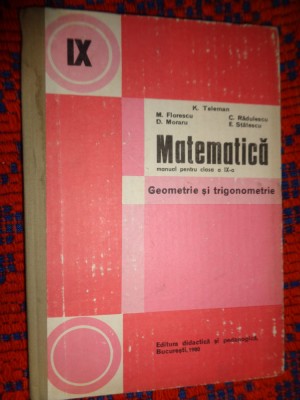 IX
K. Teleman
M. Florescu C. Rădulescu
D. Moraru E. Stătescu
Matematică
manual pentru clasa a IX-a
Geometrie și trigonometrie
Editura didactică și pedagogică,
București,